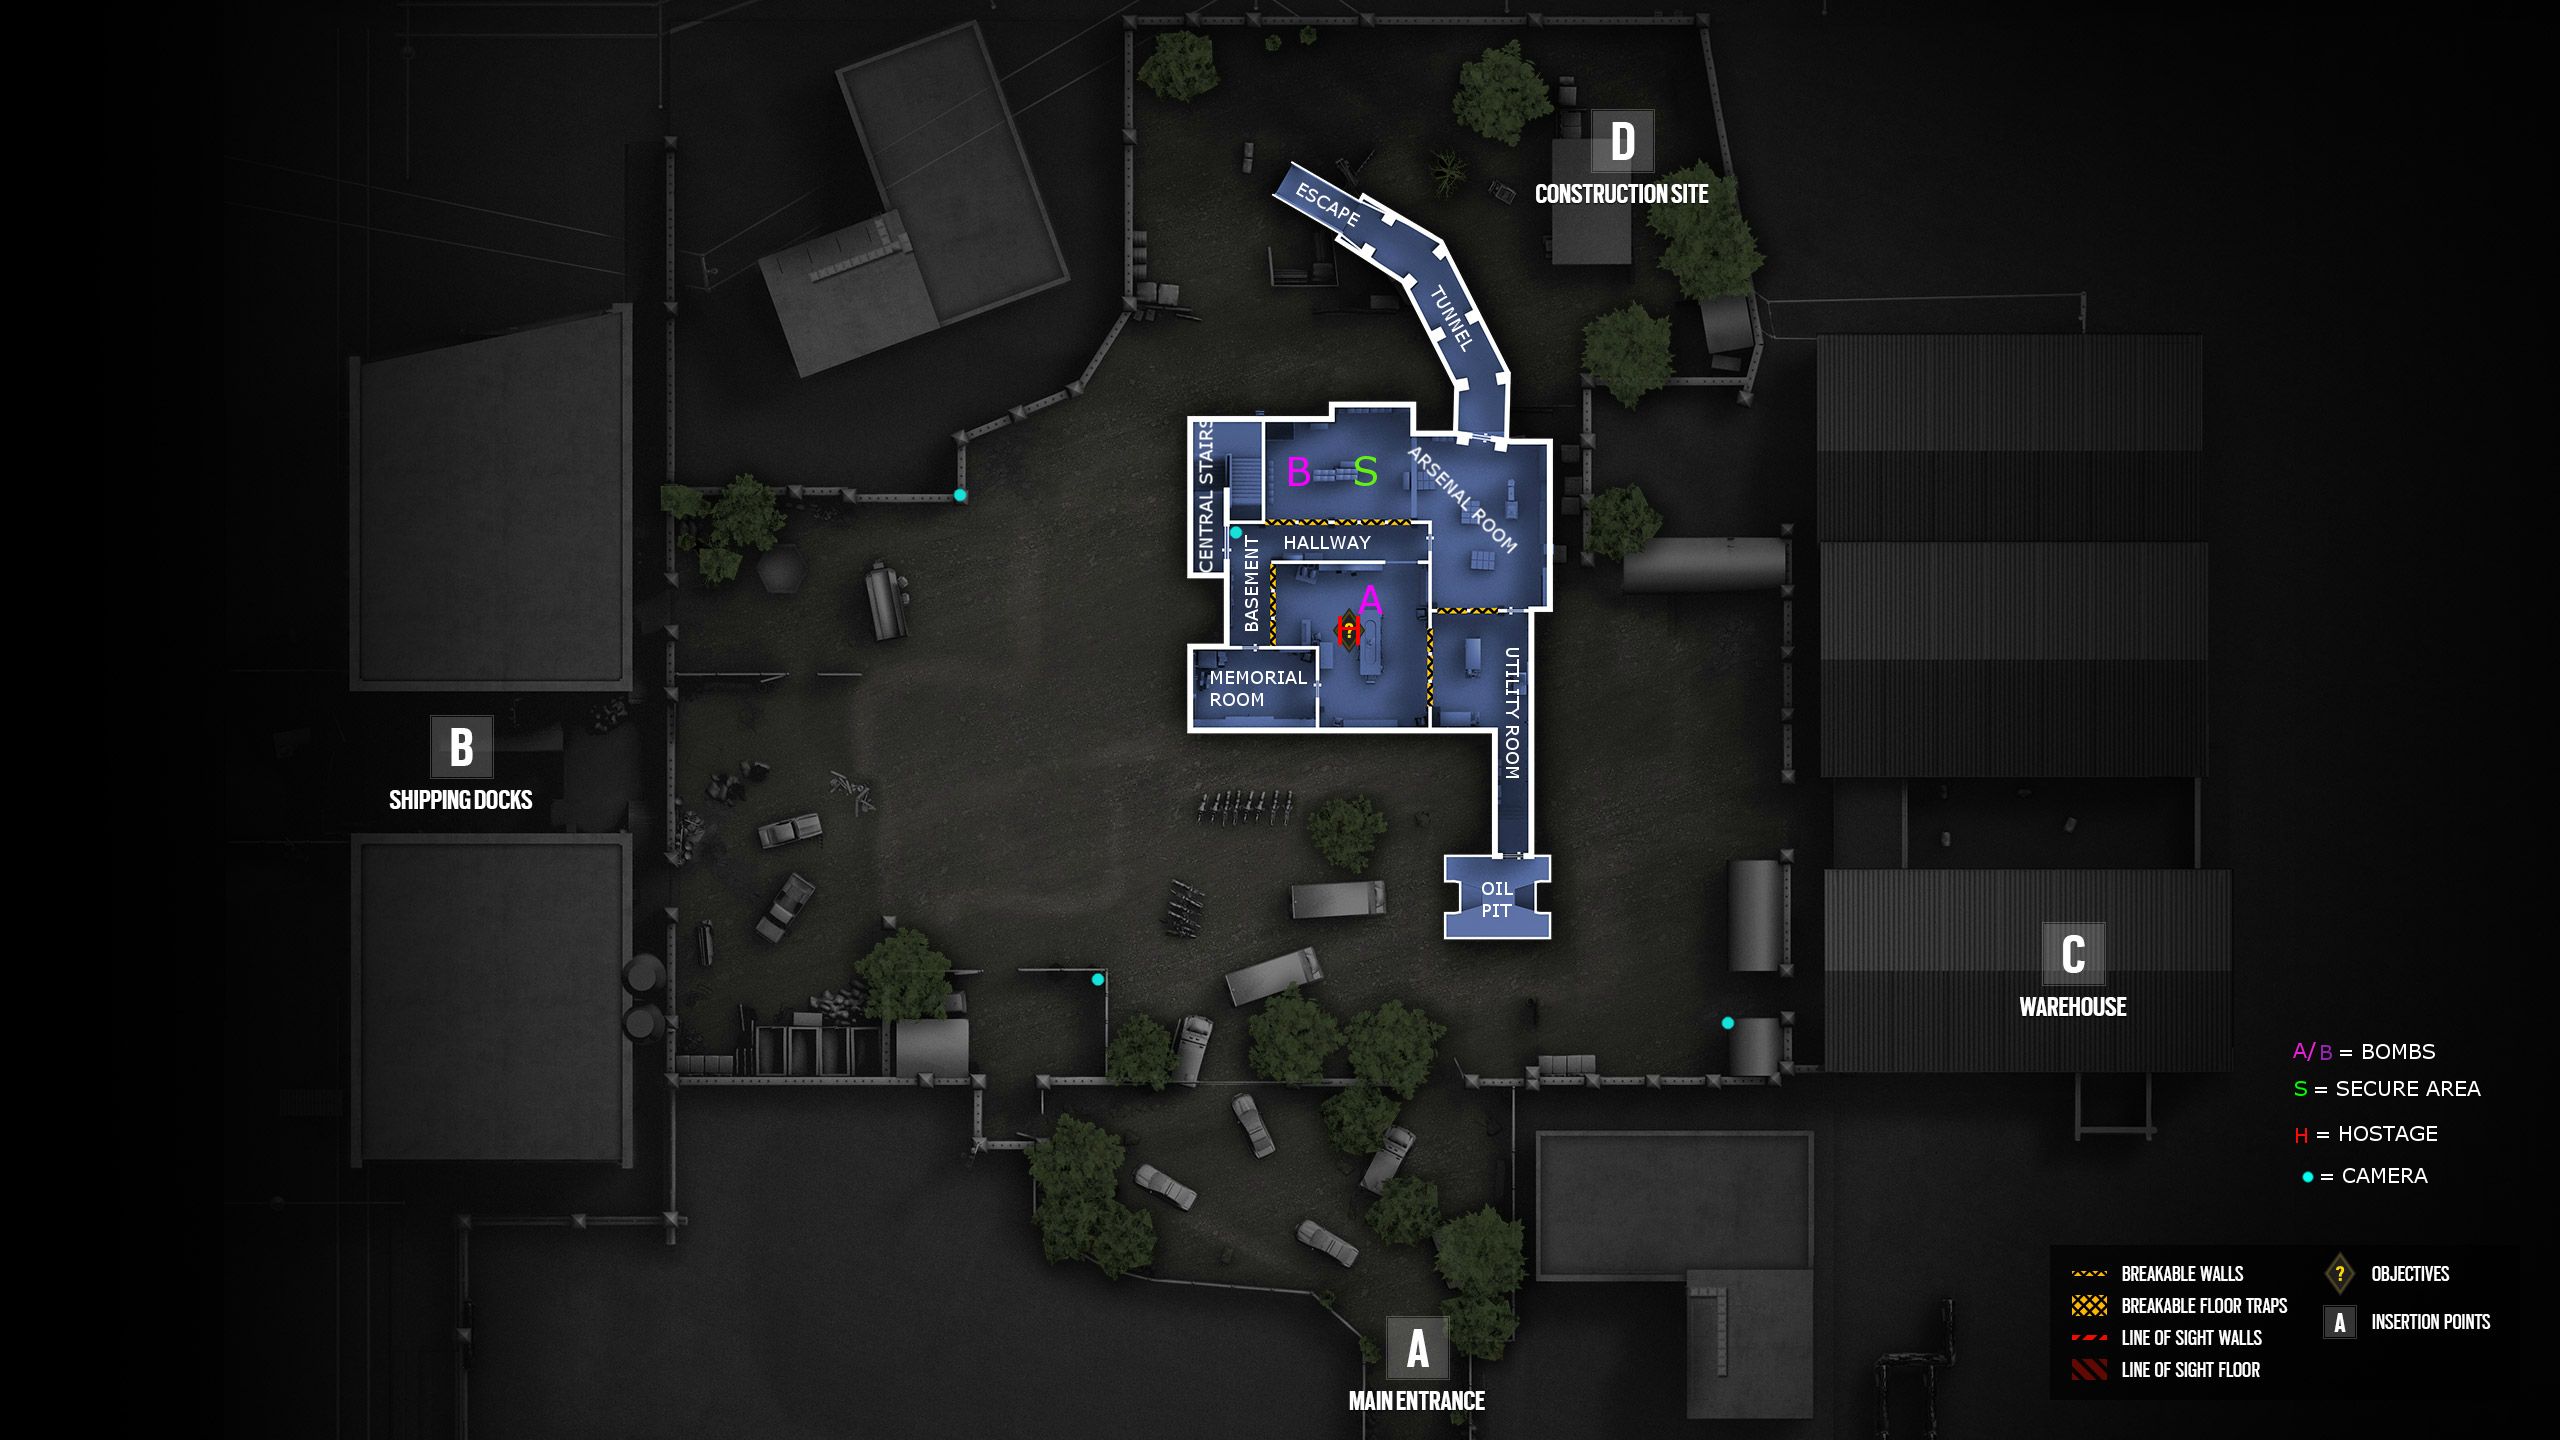 D
CONSTRUCTION SITE
ESCAPE
TUNNEL
CENTRAL STAIRS
B
S
ARSENAL ROOM
HALLWAY
BASEMENT
A
H
?
MEMORIAL
ROOM
UTILITY ROOM
OIL
PIT
B
SHIPPING DOCKS
C
WAREHOUSE
A/B = BOMBS
S = SECURE AREA
H = HOSTAGE
= CAMERA
BREAKABLE WALLS
BREAKABLE FLOOR TRAPS
LINE OF SIGHT WALLS
LINE OF SIGHT FLOOR
? OBJECTIVES
A INSERTION POINTS
A
MAIN ENTRANCE